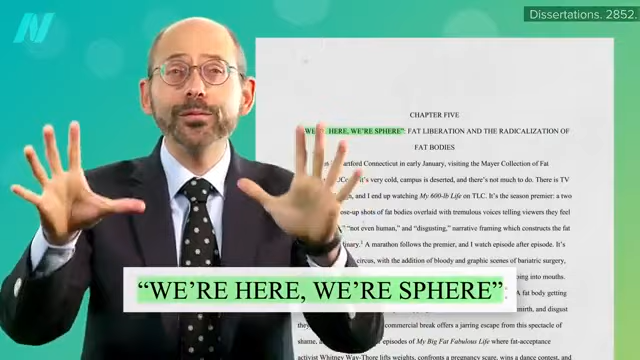 Dissertations. 2852.
CHAPTER FIVE
HERE, WE'RE SPHERE": FAT LIBERATION AND THE RADICALIZATION OF
FAT BODIES
Connecticut in early January, visiting the Mayer Collection of Fat
it's very cold, campus is deserted, and there's not much to do. There is TV
and I end up watching My 600-lb Life on TLC. It's the season premier: a two
shots of fat bodies overlaid with tremulous voices telling viewers they feel
"not even human," and "disgusting," narrative framing which constructs the fat
A marathon follows the premier, and I watch episode after episode. It's
circus, with the addition of bloody and graphic scenes of bariatric surgery,
into mouths.
"WE'RE HERE, WE'RE SPHERE"
A fat body getting
mirth, and disgust
commercial break offers a jarring escape from this spectacle of
shame, episodes of My Big Fat Fabulous Life where fat-acceptance
activist Whitney Way-Thore lifts weights, confronts a pregnancy scare, wins a dance contest, and